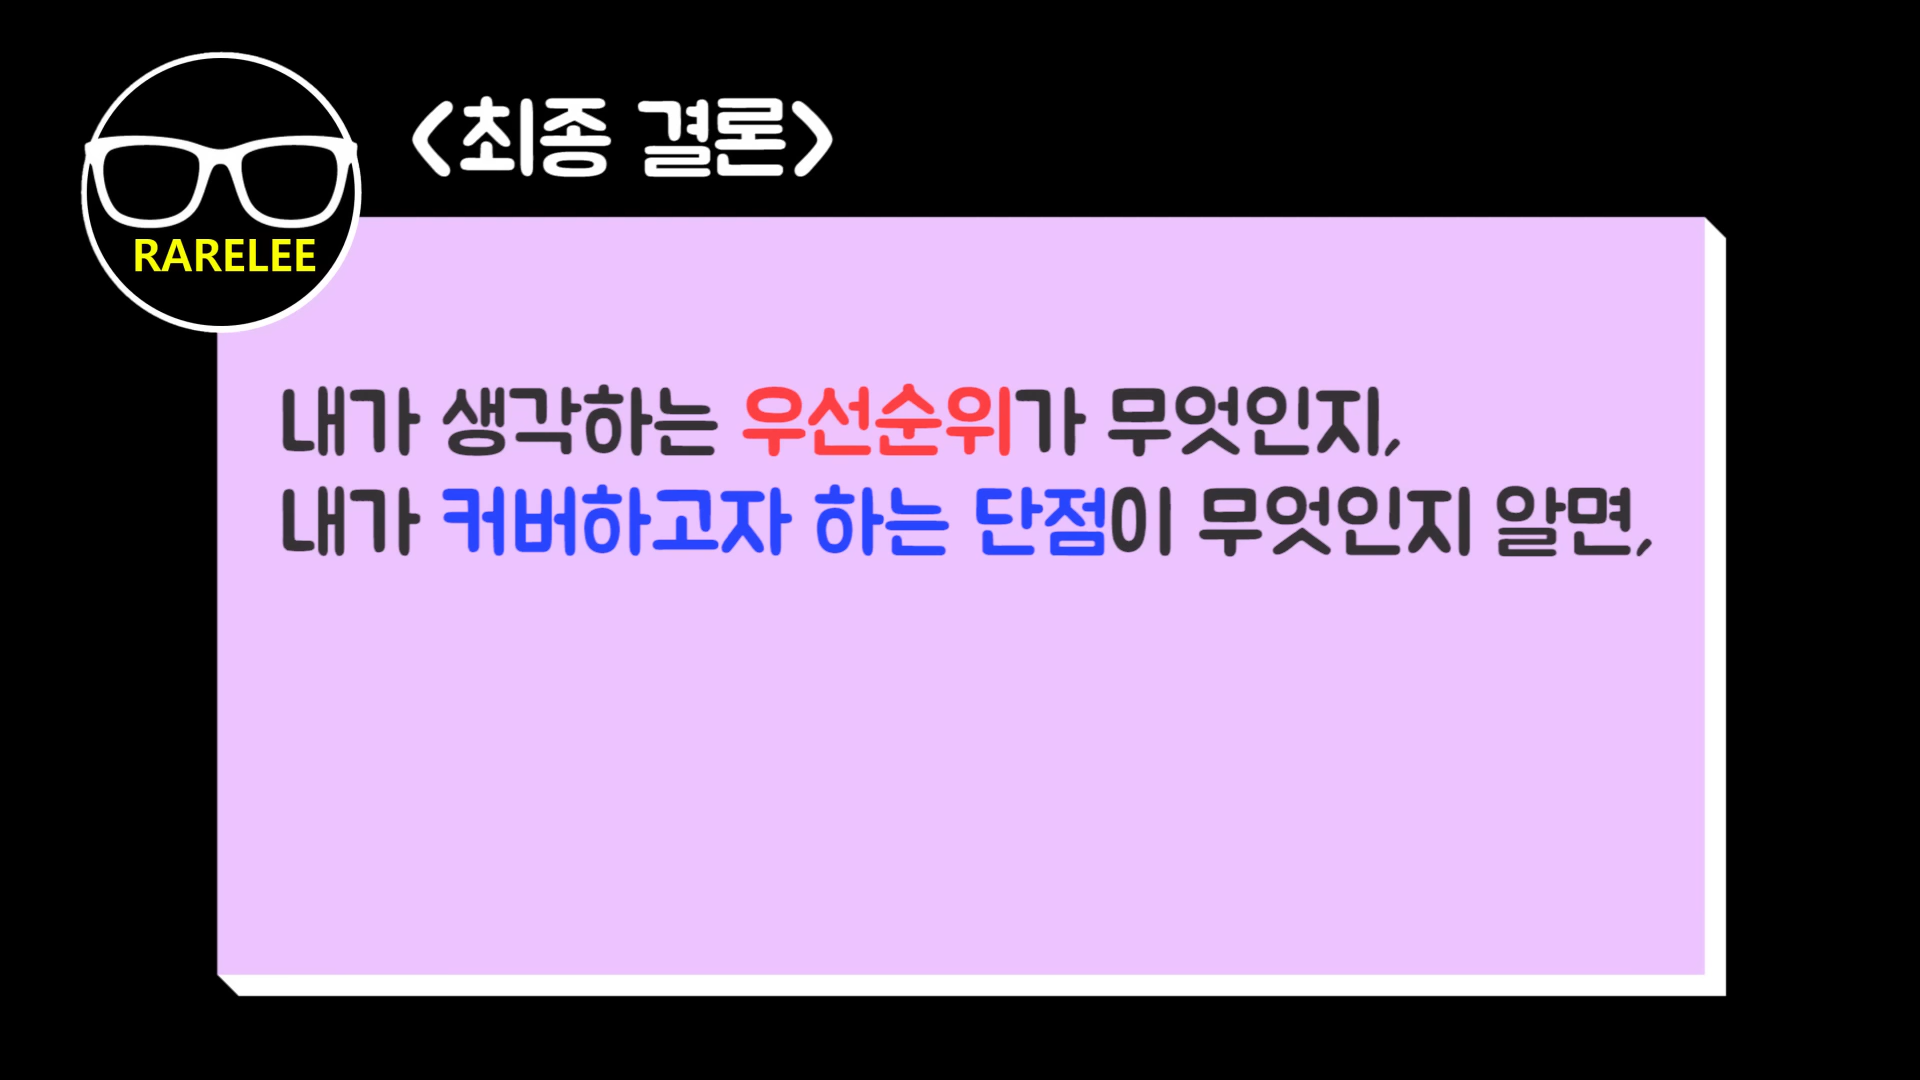 <최종 결론>
RARELEE
내가 생각하는 우선순위가 무엇인지,
내가 커버하고자 하는 단점이 무엇인지 알면,